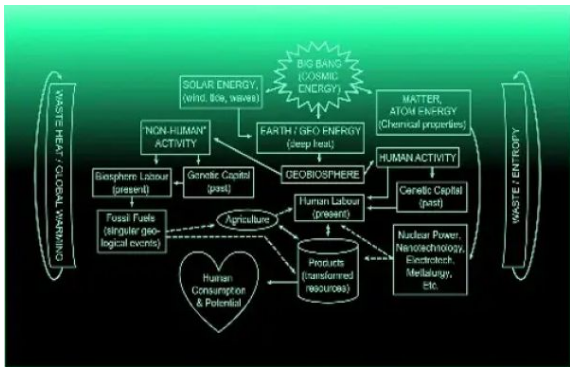 BIG BANG
(COSMIC
ENERGY)
SOLAR ENERGY,
(wind, tide, waves)
MATTER,
ATOM ENERGY
(Chemical properties)
"NON-HUMAN"
ACTIVITY
EARTH / GEO ENERGY
(deep heat)
HUMAN ACTIVITY
Biosphere Labour
(present)
Genetic Capital
(past)
GEOBIOSPHERE
Genetic Capital
(past)
Human Labour
(present)
Fossil Fuels
(singular geo-
logical events)
Agriculture
Nuclear Power,
Nanotechnology,
Electrotech,
Mettalurgy,
Etc.
Products
(transformed
resources)
Human
Consumption
& Potential
WASTE HEAT / GLOBAL WARMING
WASTE / ENTROPY